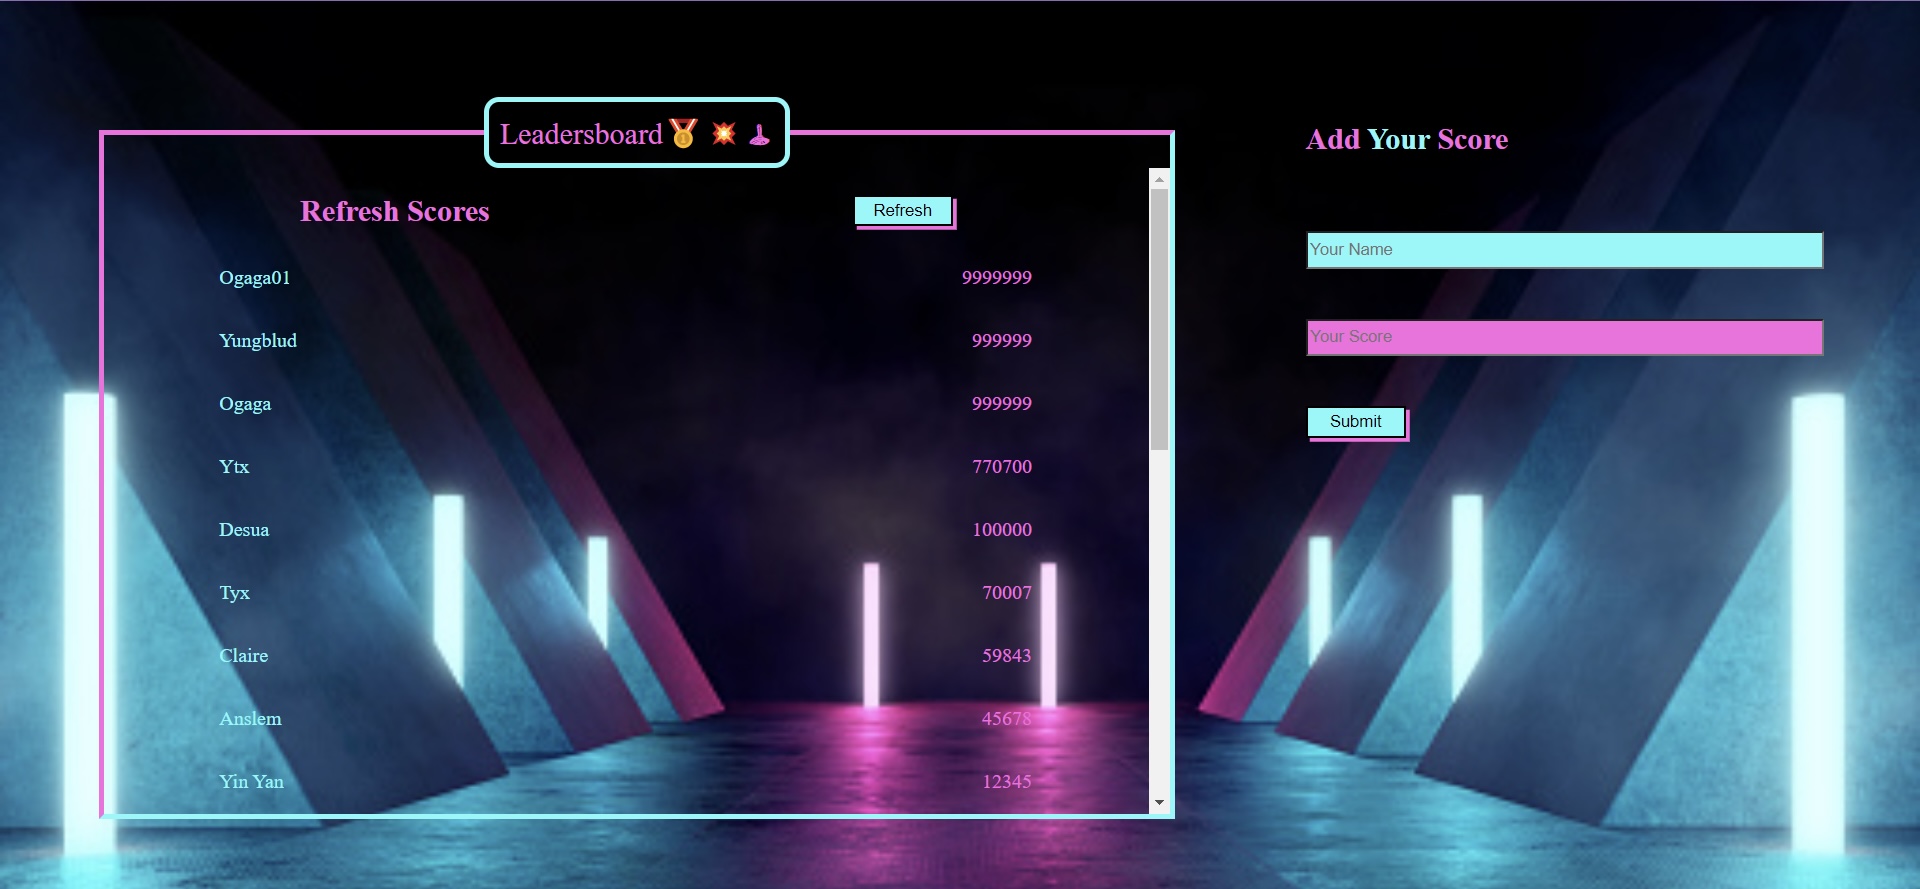 Leadersboard
Refresh Scores
Refresh
Ogaga01 9999999
Yungblud 999999
Ogaga 999999
Ytx 770700
Desua 100000
Tyx 70007
Claire 59843
Anslem 45678
Yin Yan 12345
Add Your Score
Your Name
Your Score
Submit